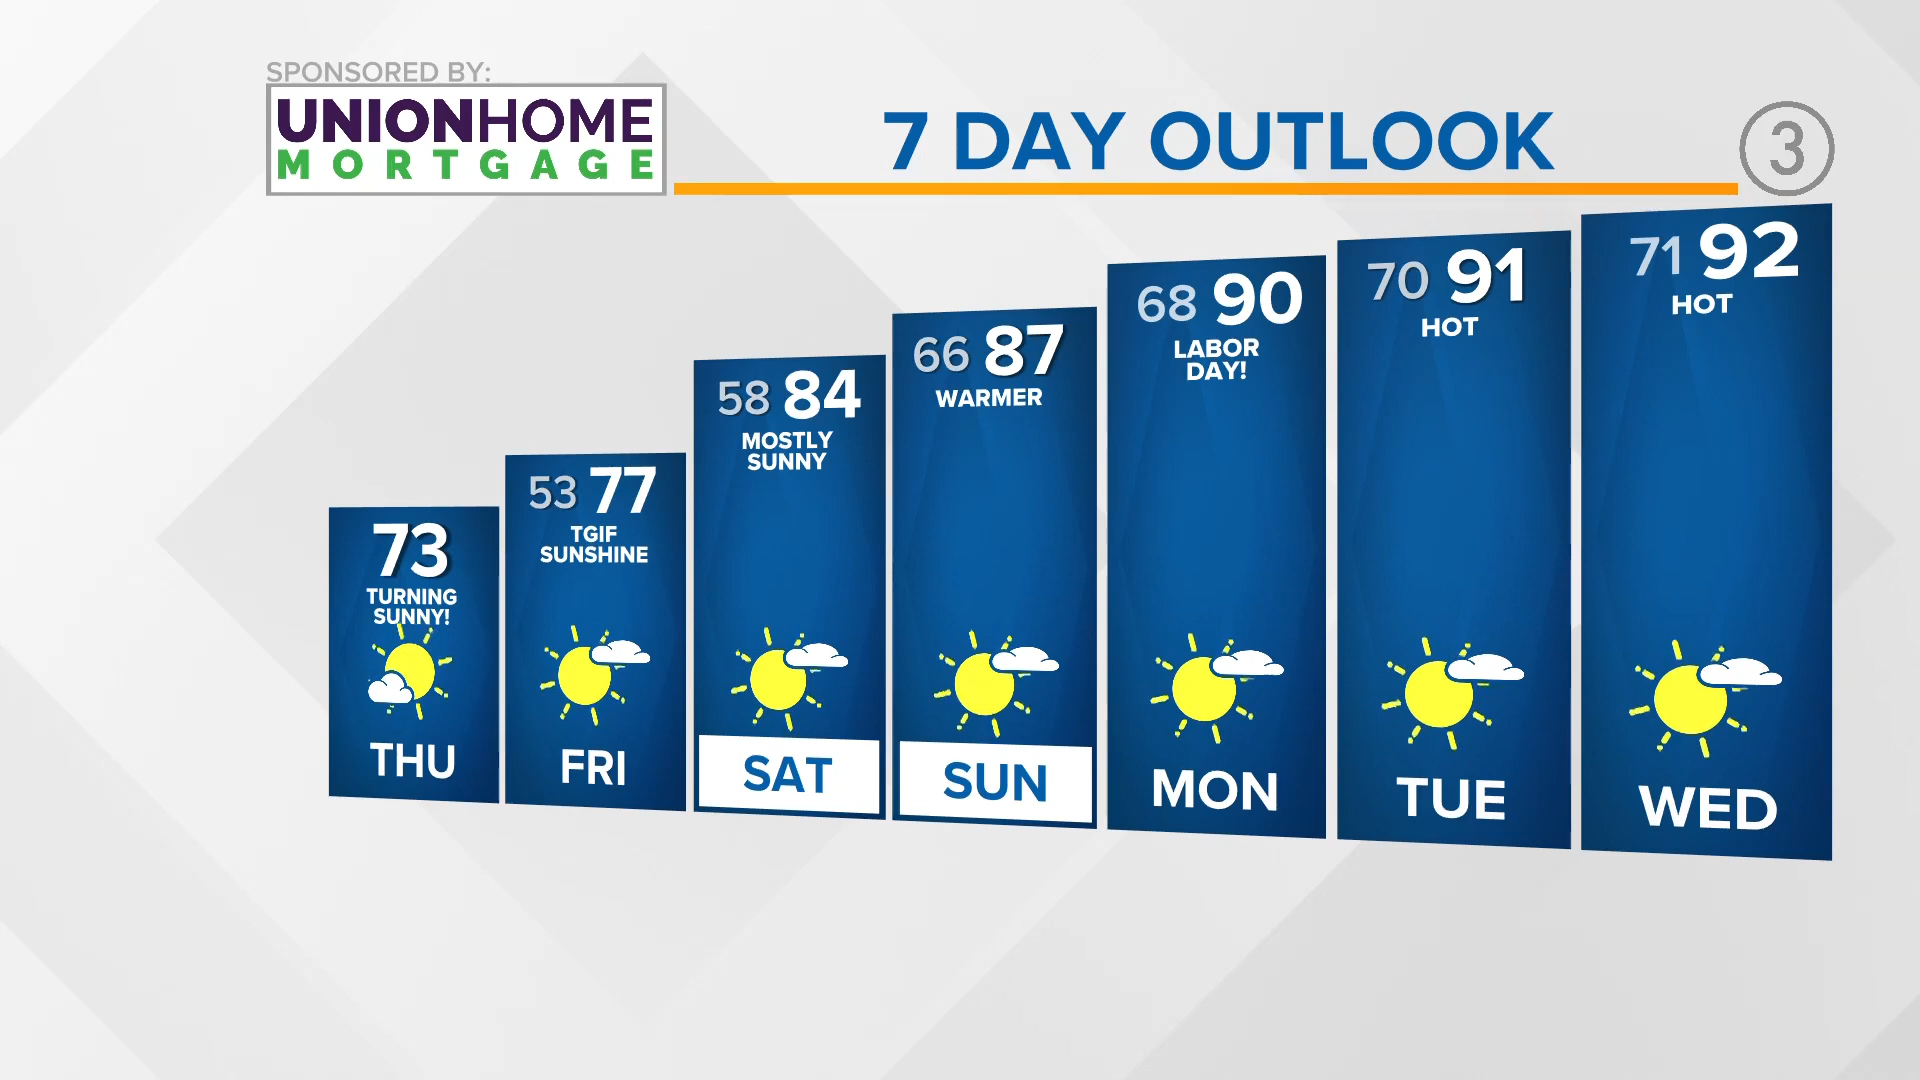 SPONSORED BY:
UNIONHOME
MORTGAGE
7 DAY OUTLOOK
3
73
TURNING
SUNNY!
THU
53 77
TGIF
SUNSHINE
FRI
58 84
MOSTLY
SUNNY
SAT
66 87
WARMER
SUN
68 90
LABOR
DAY!
MON
70 91
HOT
TUE
71 92
HOT
WED